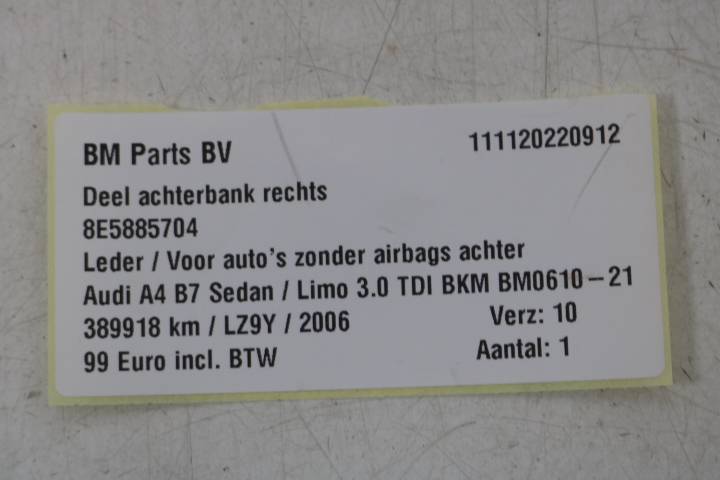 BM Parts BV 111120220912
Deel achterbank rechts
8E5885704
Leder / Voor auto's zonder airbags achter
Audi A4 B7 Sedan / Limo 3.0 TDI BKM BM0610-21
389918 km / LZ9Y / 2006 Verz: 10
99 Euro incl. BTW Aantal: 1